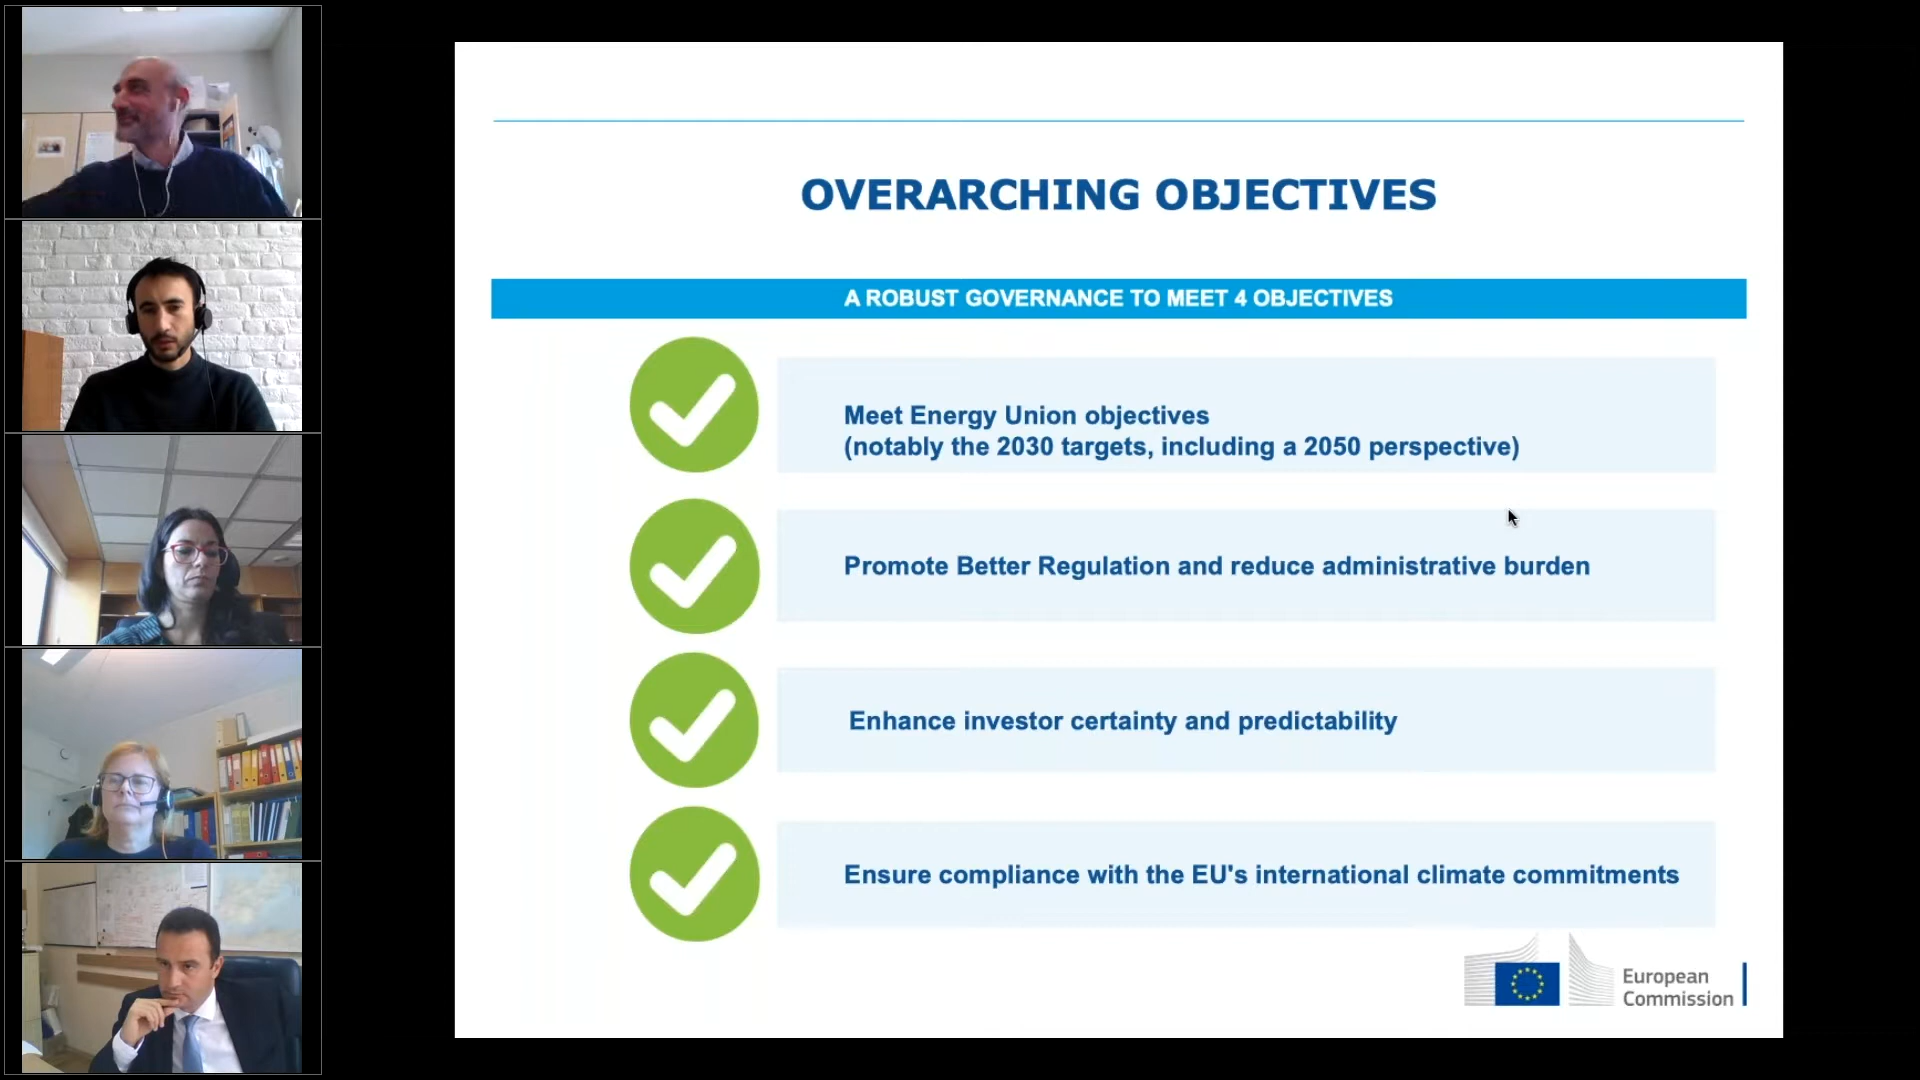 OVERARCHING OBJECTIVES
A ROBUST GOVERNANCE TO MEET 4 OBJECTIVES
Meet Energy Union objectives
(notably the 2030 targets, including a 2050 perspective)
Promote Better Regulation and reduce administrative burden
Enhance investor certainty and predictability
Ensure compliance with the EU's international climate commitments
European
Commission